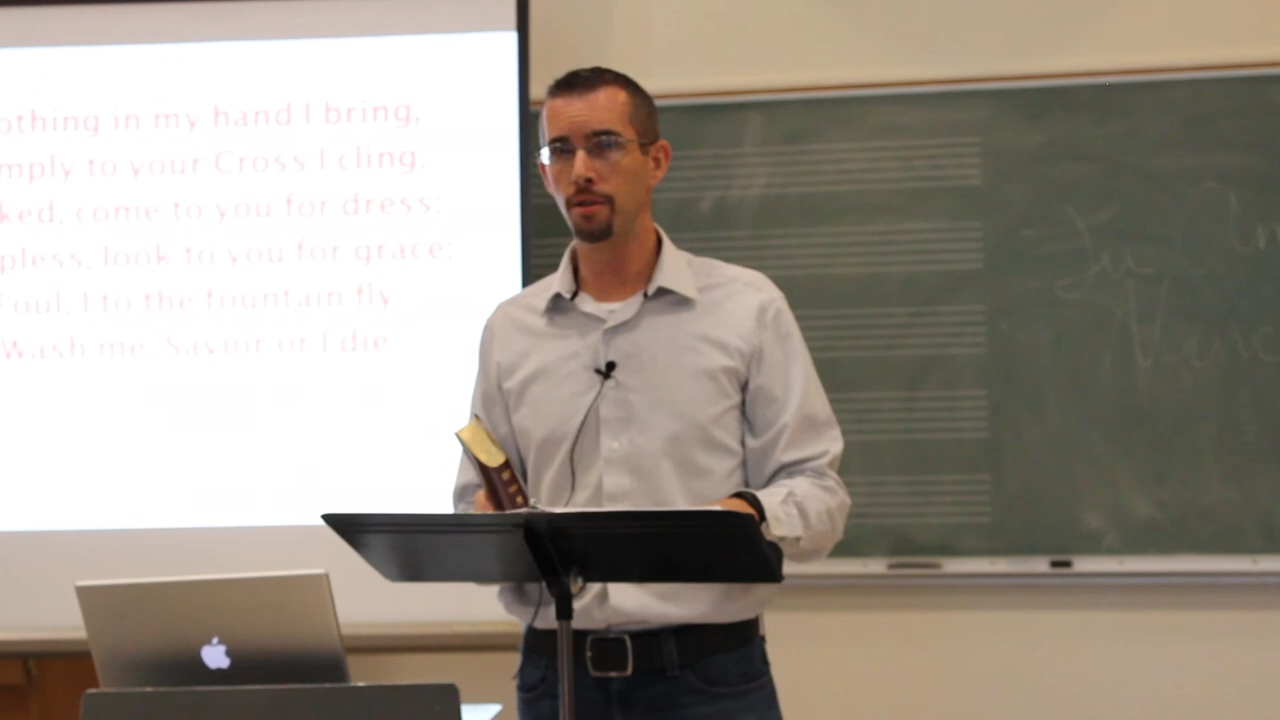 othing in my hand I bring,
mply to your Cross I cling;
ked, come to you for dress;
pless, look to you for grace;
Foul, I to the fountain fly
Wash me, Savior or I die